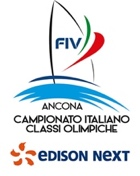 FIV
ANCONA
CAMPIONATO ITALIANO
CLASSI OLIMPICHE
EDISON NEXT